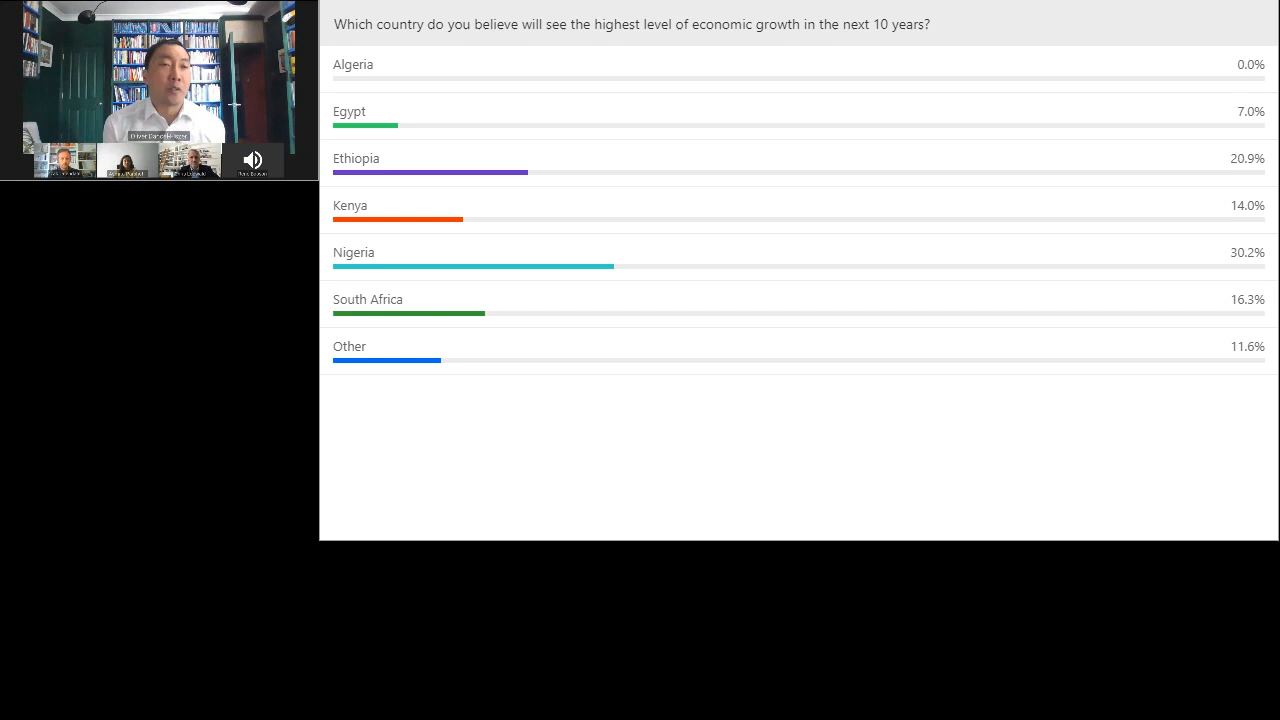 Which country do you believe will see the highest level of economic growth in the next 5 years?
Algeria 0.0%
Egypt 7.0%
Ethiopia 20.9%
Kenya 14.0%
Nigeria 30.2%
South Africa 16.3%
Other 11.6%
Oliver